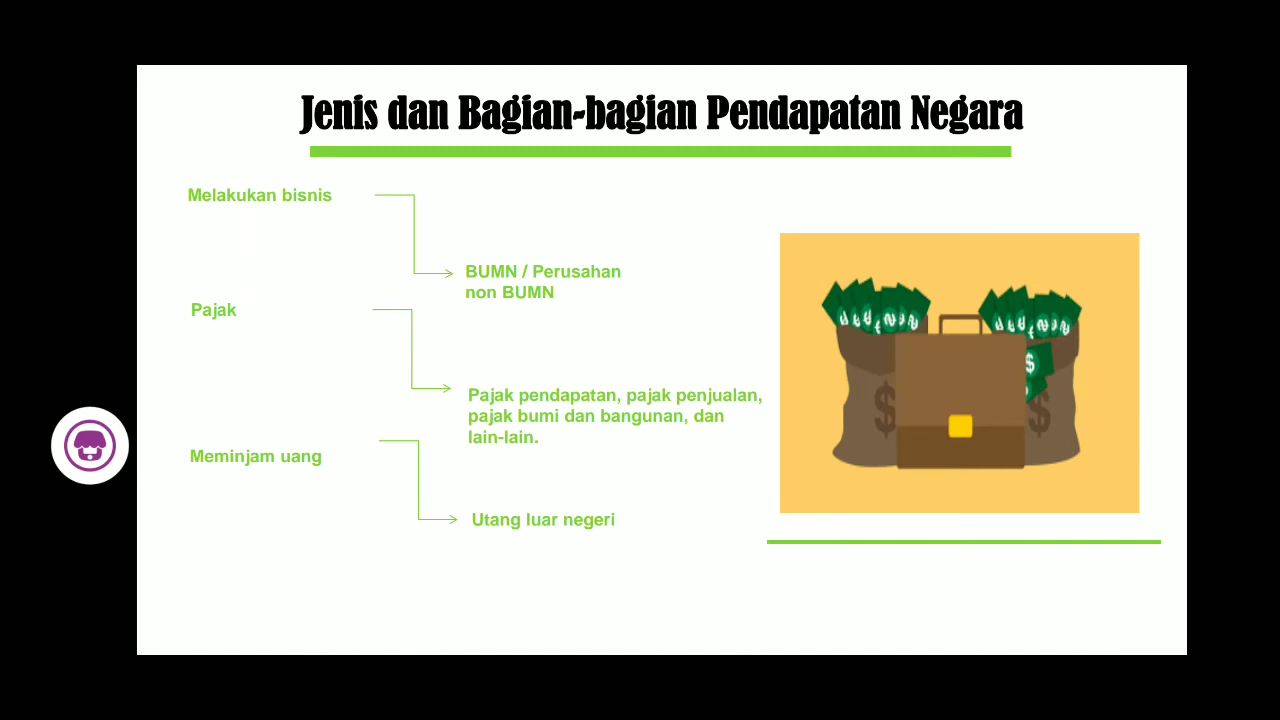 Jenis dan Bagian-bagian Pendapatan Negara
Melakukan bisnis
BUMN / Perusahan
non BUMN
Pajak
Pajak pendapatan, pajak penjualan,
pajak bumi dan bangunan, dan
lain-lain.
Meminjam uang
Utang luar negeri